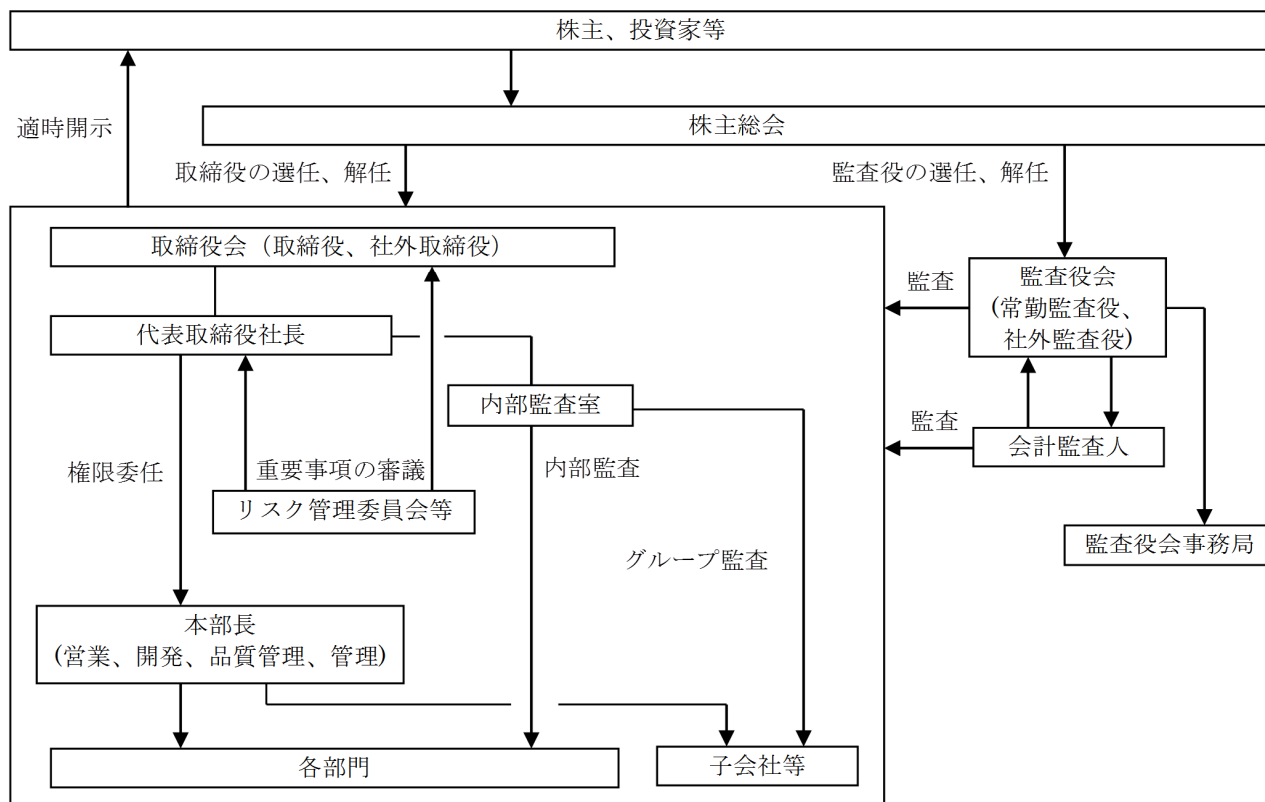 株主、投資家等
適時開示
株主総会
取締役の選任、解任
監査役の選任、解任
取締役会（取締役、社外取締役）
監査
監査役会
(常勤監査役、
社外監査役)
代表取締役社長
内部監査室
監査
会計監査人
権限委任
重要事項の審議
内部監査
リスク管理委員会等
監査役会事務局
グループ監査
本部長
(営業、開発、品質管理、管理)
各部門
子会社等